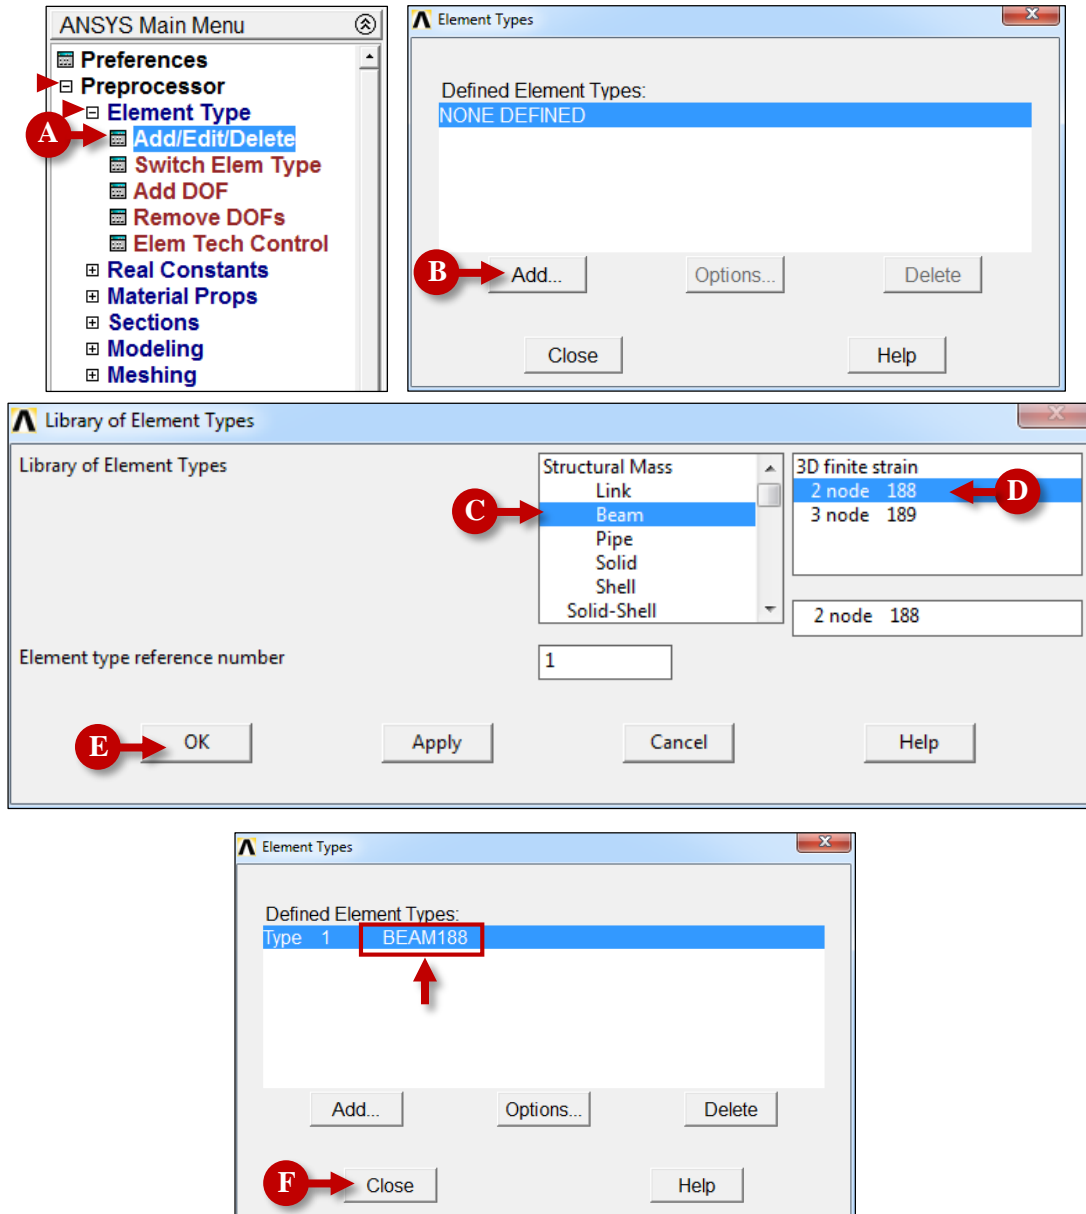 ANSYS Main Menu
Preferences
Preprocessor
Element Type
A
Add/Edit/Delete
Switch Elem Type
Add DOF
Remove DOFs
Elem Tech Control
Real Constants
Material Props
Sections
Modeling
Meshing
Element Types
Defined Element Types:
NONE DEFINED
B
Add... Options... Delete
Close Help
Library of Element Types
Library of Element Types
Structural Mass
Link
C
Beam
Pipe
Solid
Shell
Solid-Shell
3D finite strain
2 node 188
D
3 node 189
2 node 188
Element type reference number 1
E
OK Apply Cancel Help
Element Types
Defined Element Types:
Type 1 BEAM188
Add... Options... Delete
F
Close Help